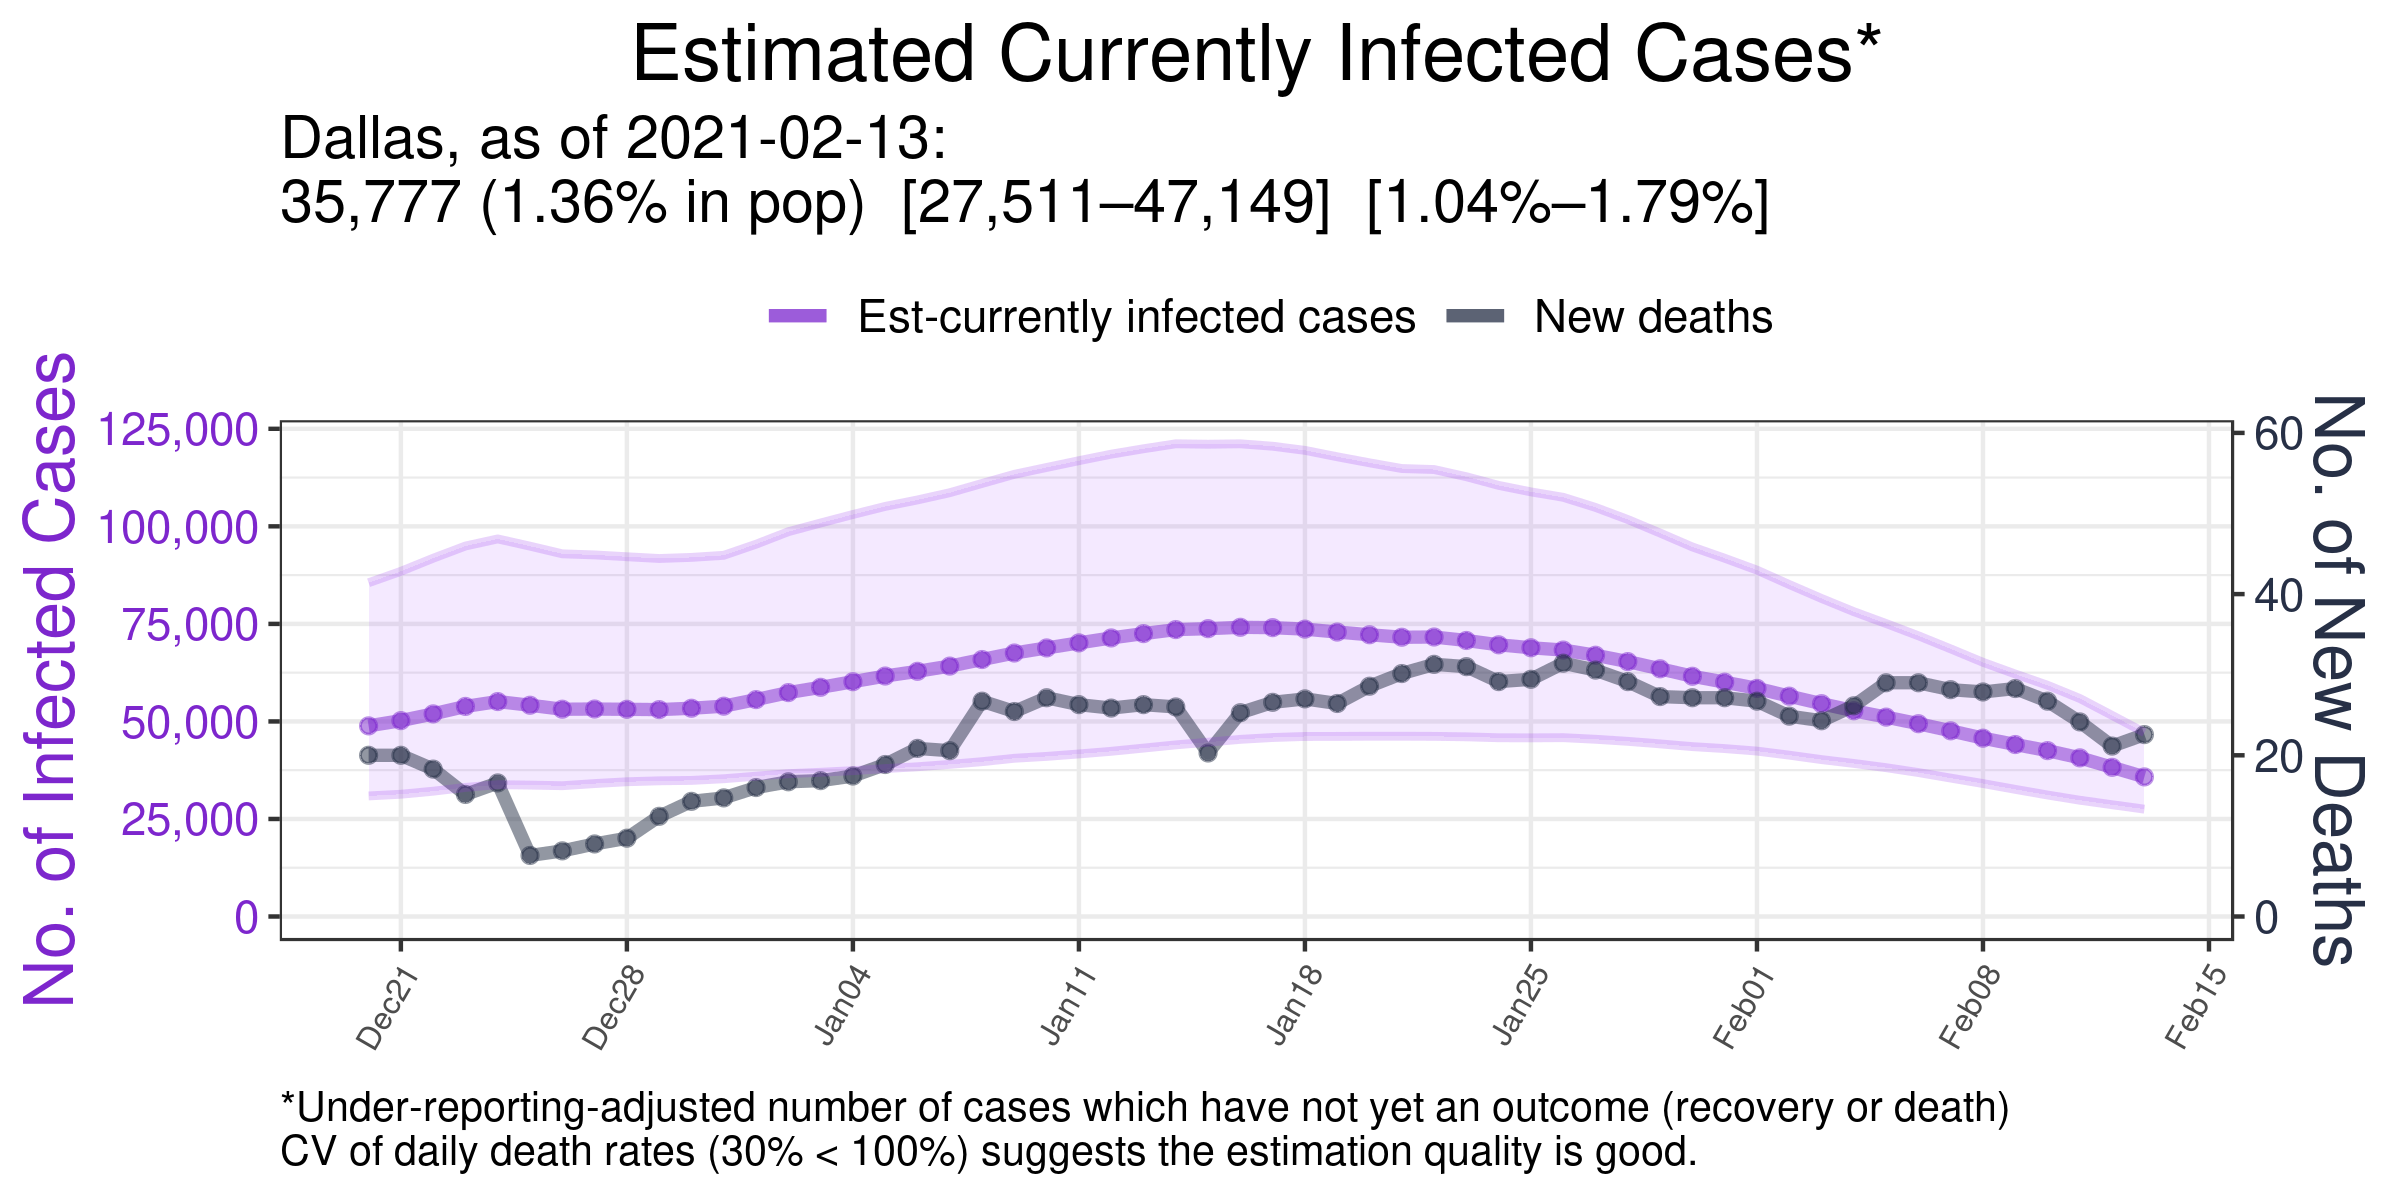 Estimated Currently Infected Cases*
Dallas, as of 2021-02-13:
35,777 (1.36% in pop)  [27,511–47,149]  [1.04%–1.79%]
Est-currently infected cases
New deaths
No. of Infected Cases
125,000
100,000
75,000
50,000
25,000
0
60
40
20
0
No. of New Deaths
Dec21
Dec28
Jan04
Jan11
Jan18
Jan25
Feb01
Feb08
Feb15
*Under-reporting-adjusted number of cases which have not yet an outcome (recovery or death)
CV of daily death rates (30% < 100%) suggests the estimation quality is good.